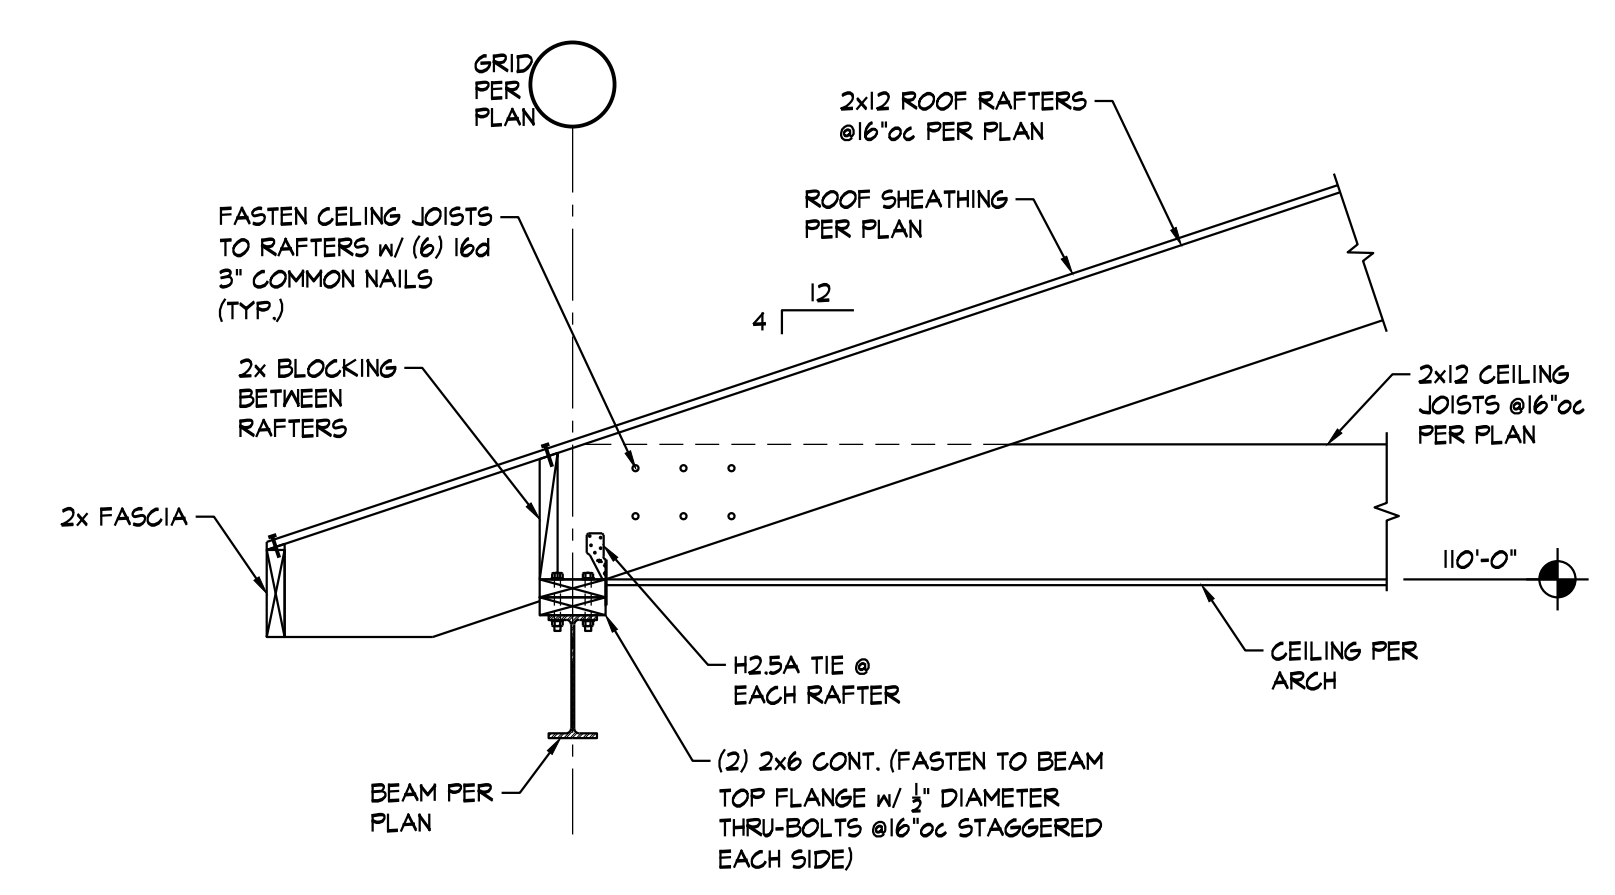 GRID
PER
PLAN
2x12 ROOF RAFTERS
@16"oc PER PLAN
ROOF SHEATHING
PER PLAN
FASTEN CELING JOISTS
TO RAFTERS w/ (6) 16d
3" COMMON NAILS
(TYP.)
12
4
2x BLOCKING
BETWEEN
RAFTERS
2x12 CEILING
JOISTS @16"oc
PER PLAN
2x FASCIA
110'-0"
H2.5A TIE @
EACH RAFTER
CEILING PER
ARCH
(2) 2x6 CONT. (FASTEN TO BEAM
TOP FLANGE w/ ½" DIAMETER
THRU-BOLTS @16"oc STAGGERED
EACH SIDE)
BEAM PER
PLAN